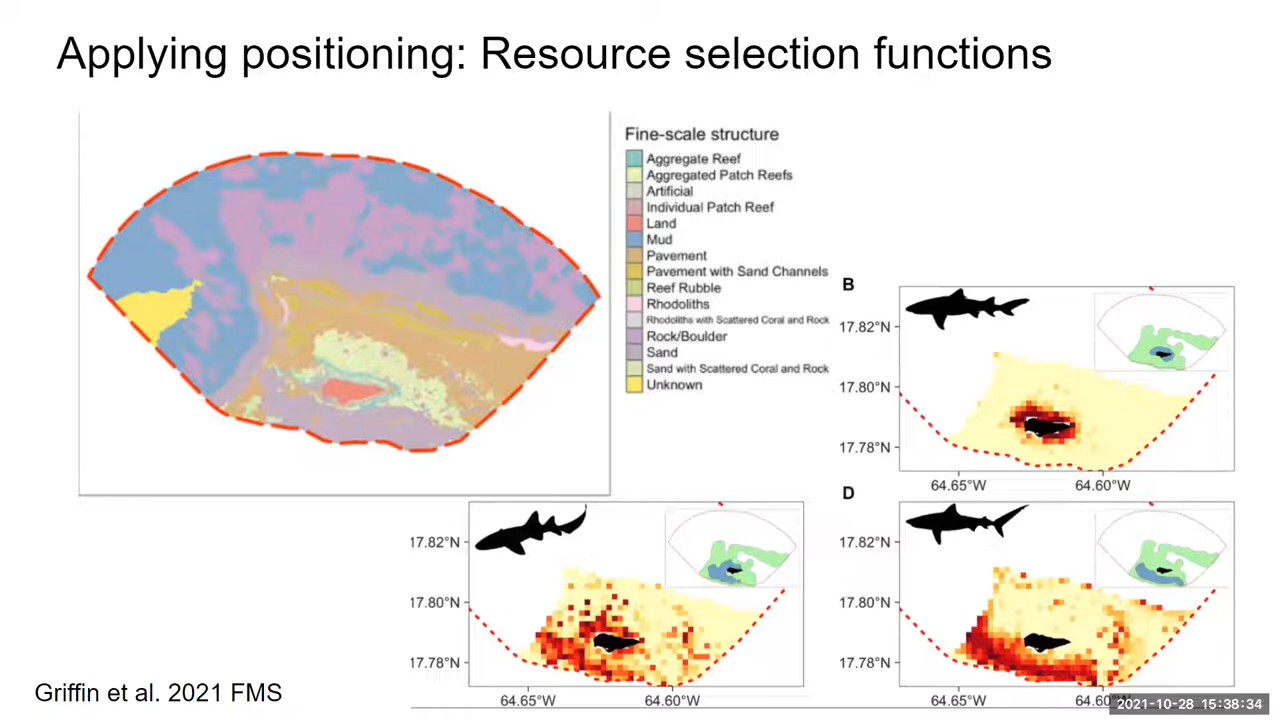 Applying positioning: Resource selection functions
Fine-scale structure
Aggregate Reef
Aggregated Patch Reefs
Artificial
Individual Patch Reef
Land
Mud
Pavement
Pavement with Sand Channels
Reef Rubble
Rhodoliths
Rhodoliths with Scattered Coral and Rock
Rock/Boulder
Sand
Sand with Scattered Coral and Rock
Unknown
B
17.82°N
17.80°N
17.78°N
64.65°W 64.60°W
D
17.82°N
17.80°N
17.78°N
64.65°W 64.60°W
17.82°N
17.80°N
17.78°N
64.65°W 64.60°W
Griffin et al. 2021 FMS
2021-10-28 15:38:34